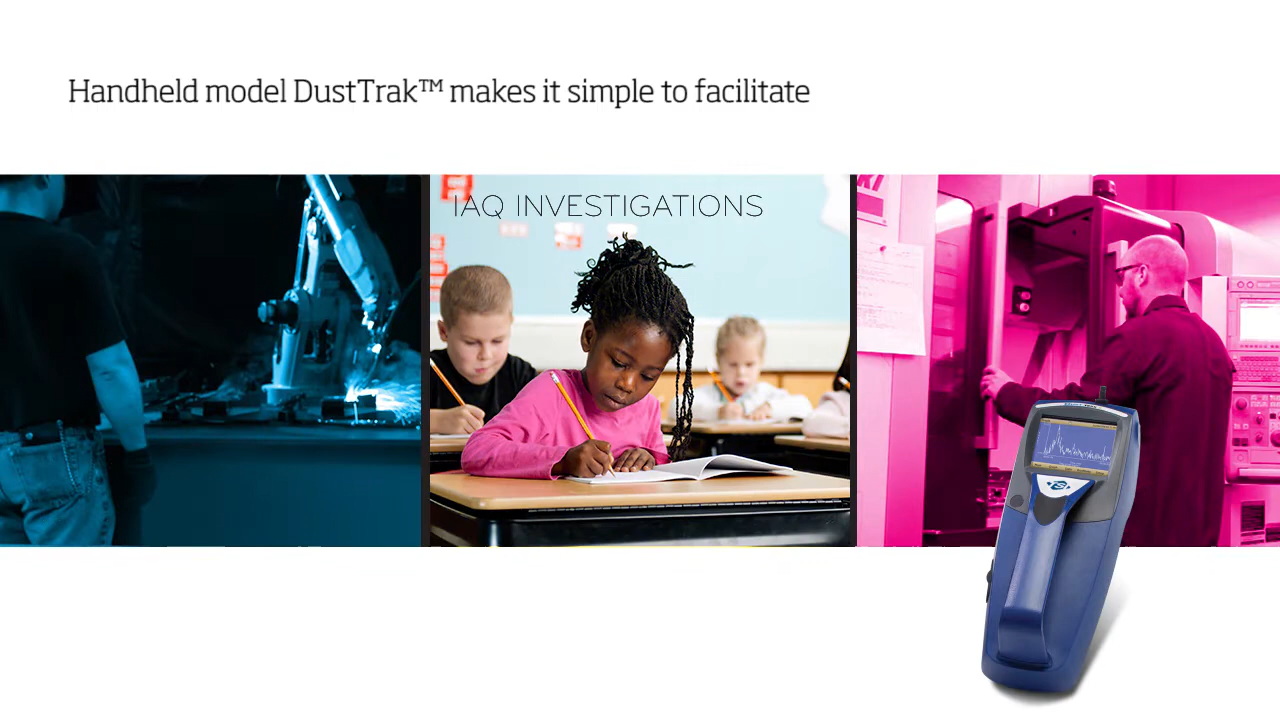 Handheld model DustTrak™ makes it simple to facilitate
IAQ INVESTIGATIONS